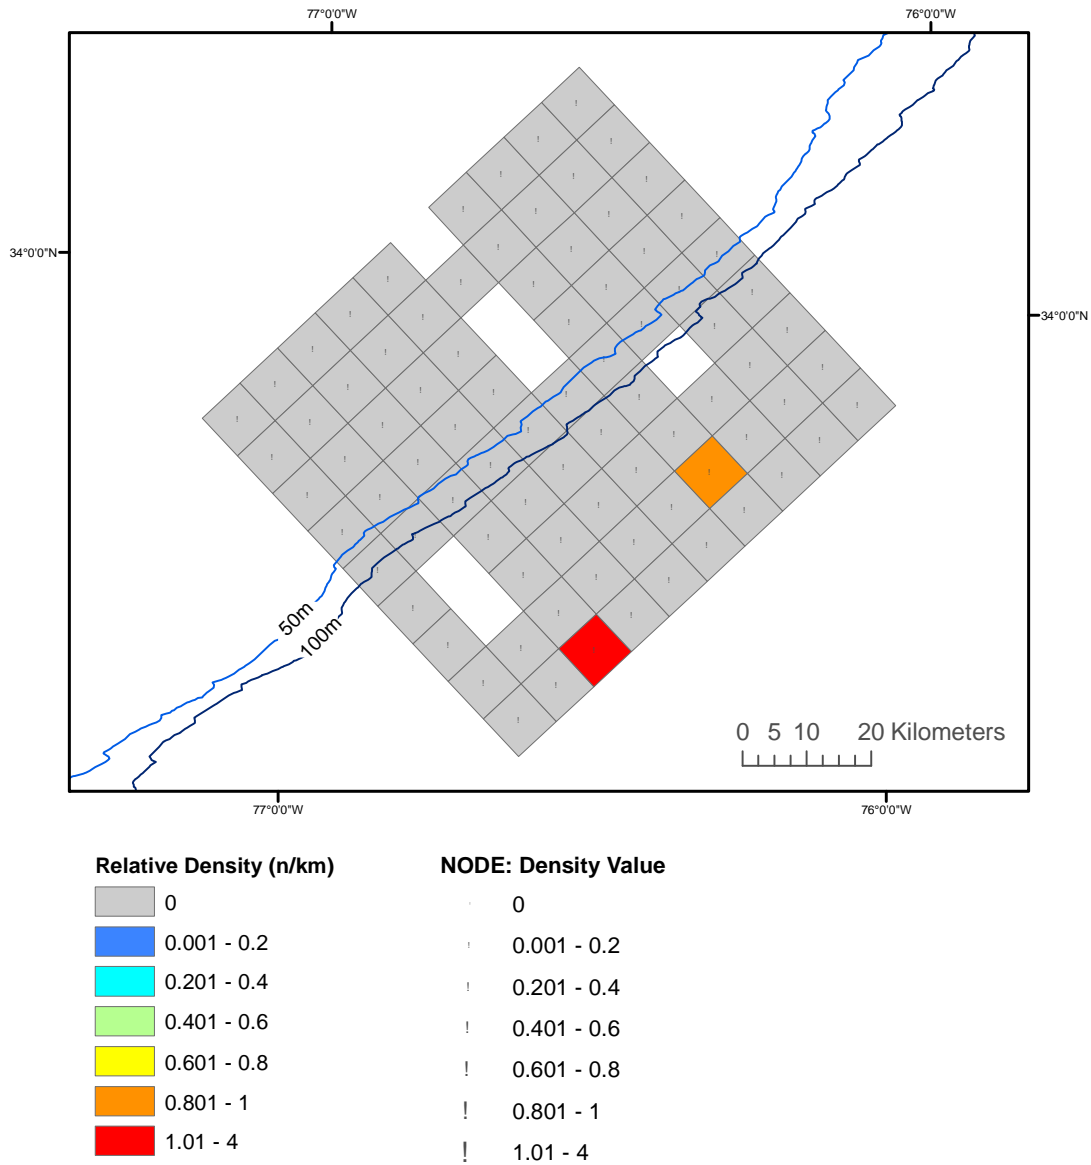 77°0'0"W 76°0'0"W
34°0'0"N
34°0'0"N
50m
100m
0 5 10 20 Kilometers
77°0'0"W 76°0'0"W
Relative Density (n/km) NODE: Density Value
0 0
0.001 - 0.2 ! 0.001 - 0.2
0.201 - 0.4 ! 0.201 - 0.4
0.401 - 0.6 ! 0.401 - 0.6
0.601 - 0.8 ! 0.601 - 0.8
0.801 - 1 ! 0.801 - 1
1.01 - 4 ! 1.01 - 4